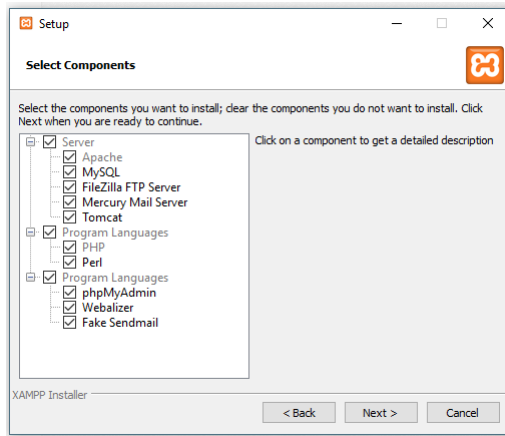 Setup
Select Components
Select the components you want to install; clear the components you do not want to install. Click
Next when you are ready to continue.
Server
Apache
MySQL
FileZilla FTP Server
Mercury Mail Server
Tomcat
Program Languages
PHP
Perl
Program Languages
phpMyAdmin
Webalizer
Fake Sendmail
Click on a component to get a detailed description
XAMPP Installer
< Back
Next >
Cancel